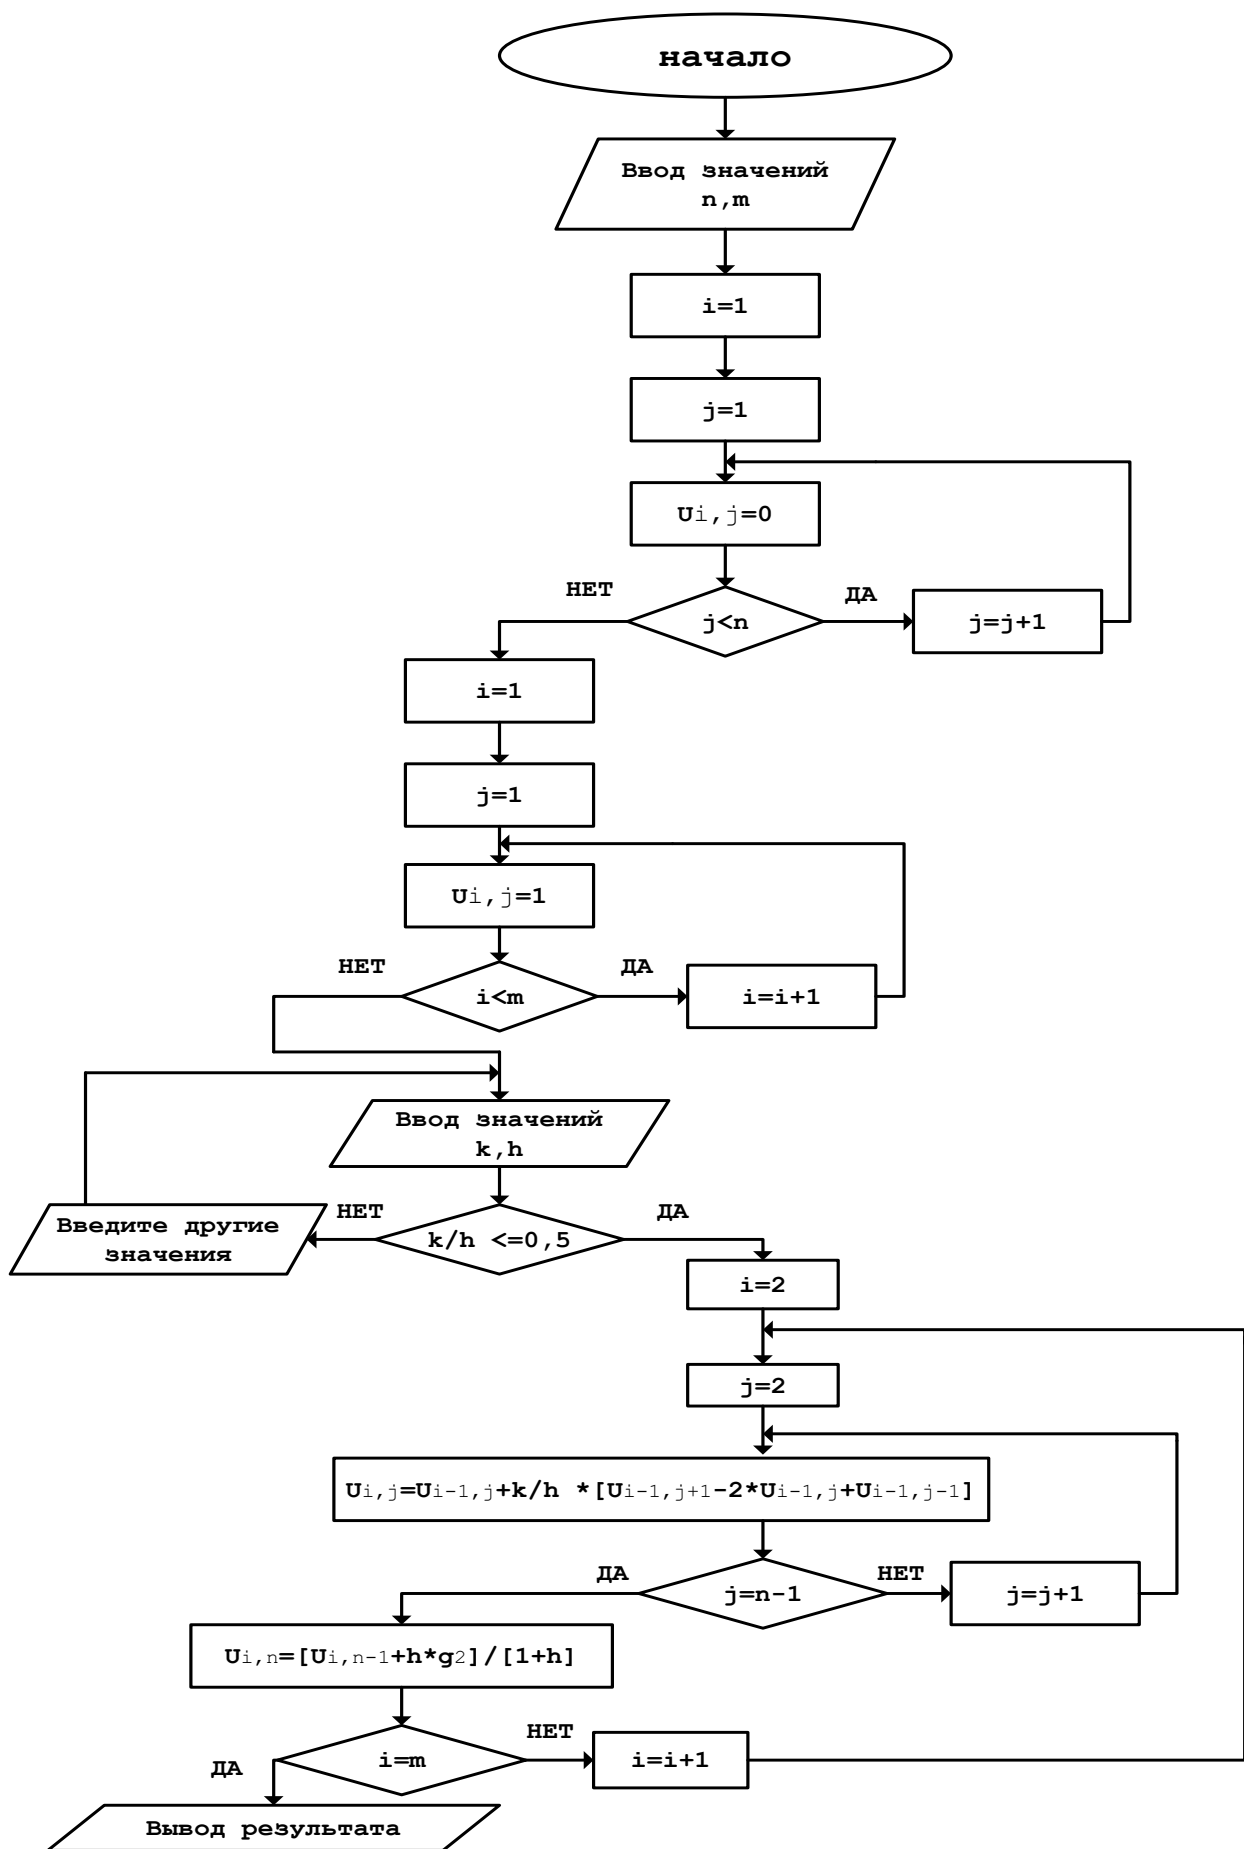 начало
Ввод значений
n,m
i=1
j=1
Ui,j=0
НЕТ
ДА
j<n
j=j+1
i=1
j=1
Ui,j=1
НЕТ
ДА
i<m
i=i+1
Ввод значений
k,h
НЕТ
ДА
Введите другие
значения
k/h <=0,5
i=2
j=2
Ui,j=Ui-1,j+k/h *[Ui-1,j+1-2*Ui-1,j+Ui-1,j-1]
ДА
НЕТ
j=n-1
j=j+1
Ui,n=[Ui,n-1+h*g2]/[1+h]
НЕТ
i=m
i=i+1
ДА
Вывод результата